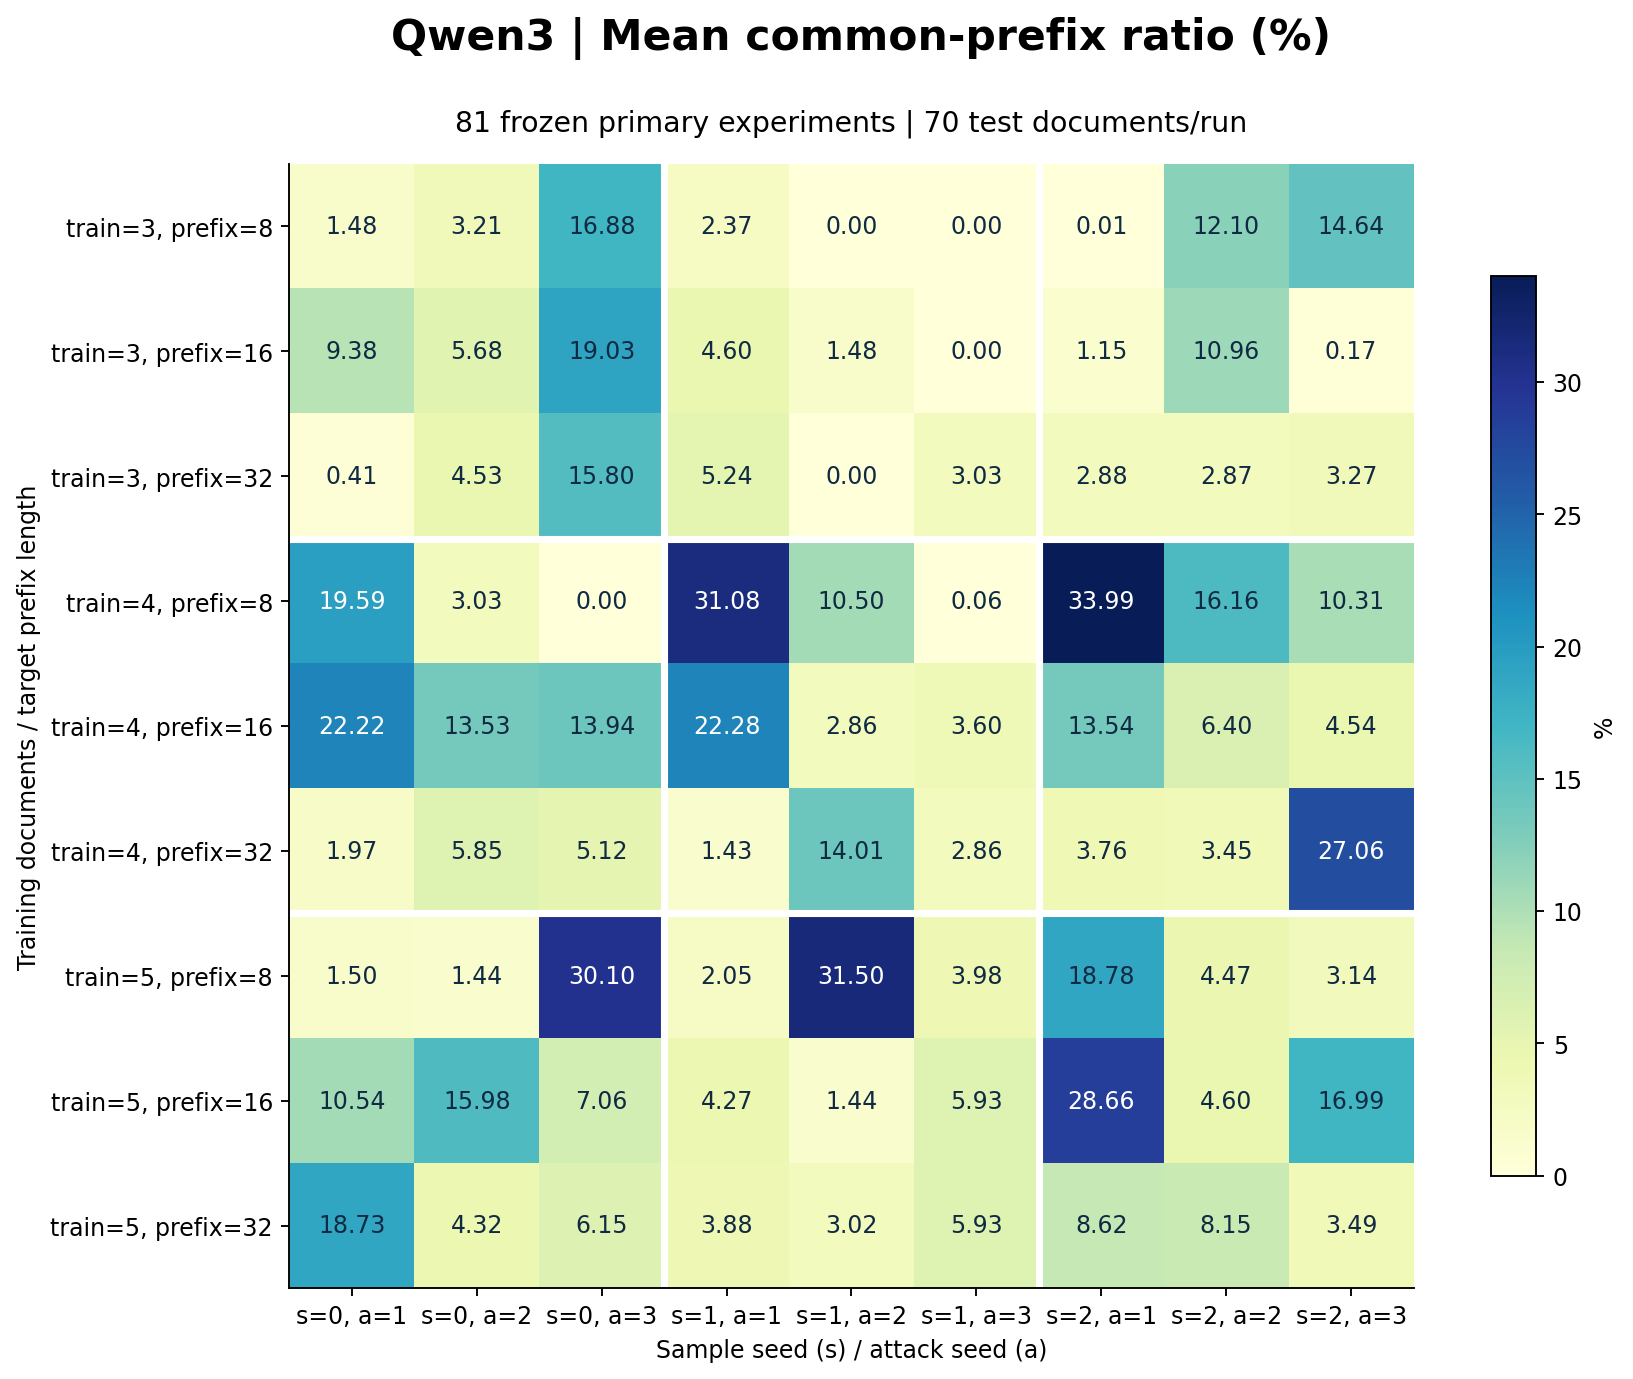 Qwen3 | Mean common-prefix ratio (%)
81 frozen primary experiments | 70 test documents/run
Training documents / target prefix length
train=3, prefix=8 1.48 3.21 16.88 2.37 0.00 0.00 0.01 12.10 14.64
train=3, prefix=16 9.38 5.68 19.03 4.60 1.48 0.00 1.15 10.96 0.17
train=3, prefix=32 0.41 4.53 15.80 5.24 0.00 3.03 2.88 2.87 3.27
train=4, prefix=8 19.59 3.03 0.00 31.08 10.50 0.06 33.99 16.16 10.31
train=4, prefix=16 22.22 13.53 13.94 22.28 2.86 3.60 13.54 6.40 4.54
train=4, prefix=32 1.97 5.85 5.12 1.43 14.01 2.86 3.76 3.45 27.06
train=5, prefix=8 1.50 1.44 30.10 2.05 31.50 3.98 18.78 4.47 3.14
train=5, prefix=16 10.54 15.98 7.06 4.27 1.44 5.93 28.66 4.60 16.99
train=5, prefix=32 18.73 4.32 6.15 3.88 3.02 5.93 8.62 8.15 3.49
s=0, a=1 s=0, a=2 s=0, a=3 s=1, a=1 s=1, a=2 s=1, a=3 s=2, a=1 s=2, a=2 s=2, a=3
Sample seed (s) / attack seed (a)
30
25
20
15
10
5
0
%